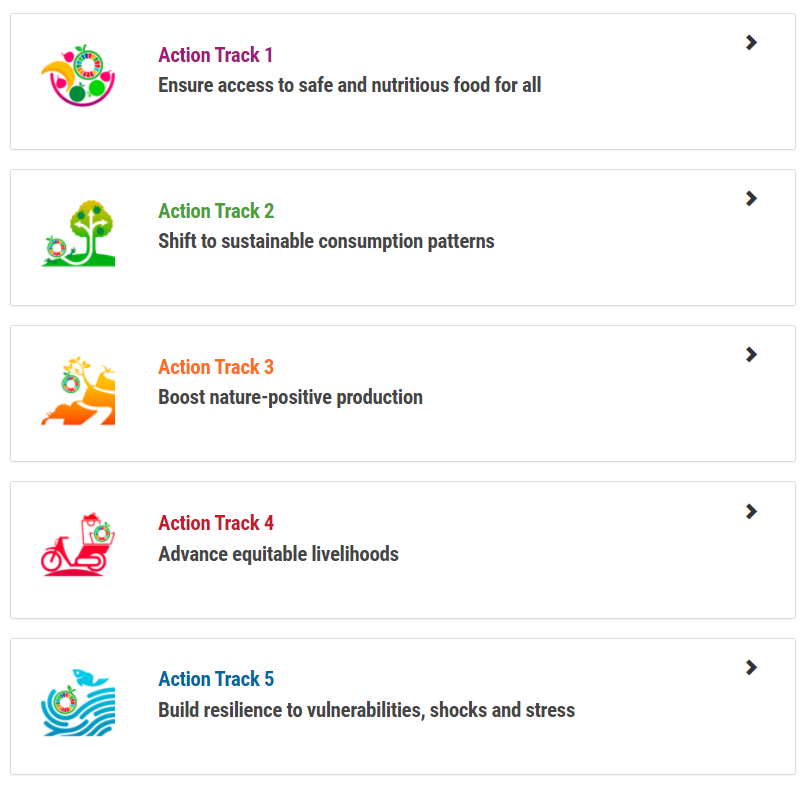 Action Track 1
Ensure access to safe and nutritious food for all
Action Track 2
Shift to sustainable consumption patterns
Action Track 3
Boost nature-positive production
Action Track 4
Advance equitable livelihoods
Action Track 5
Build resilience to vulnerabilities, shocks and stress